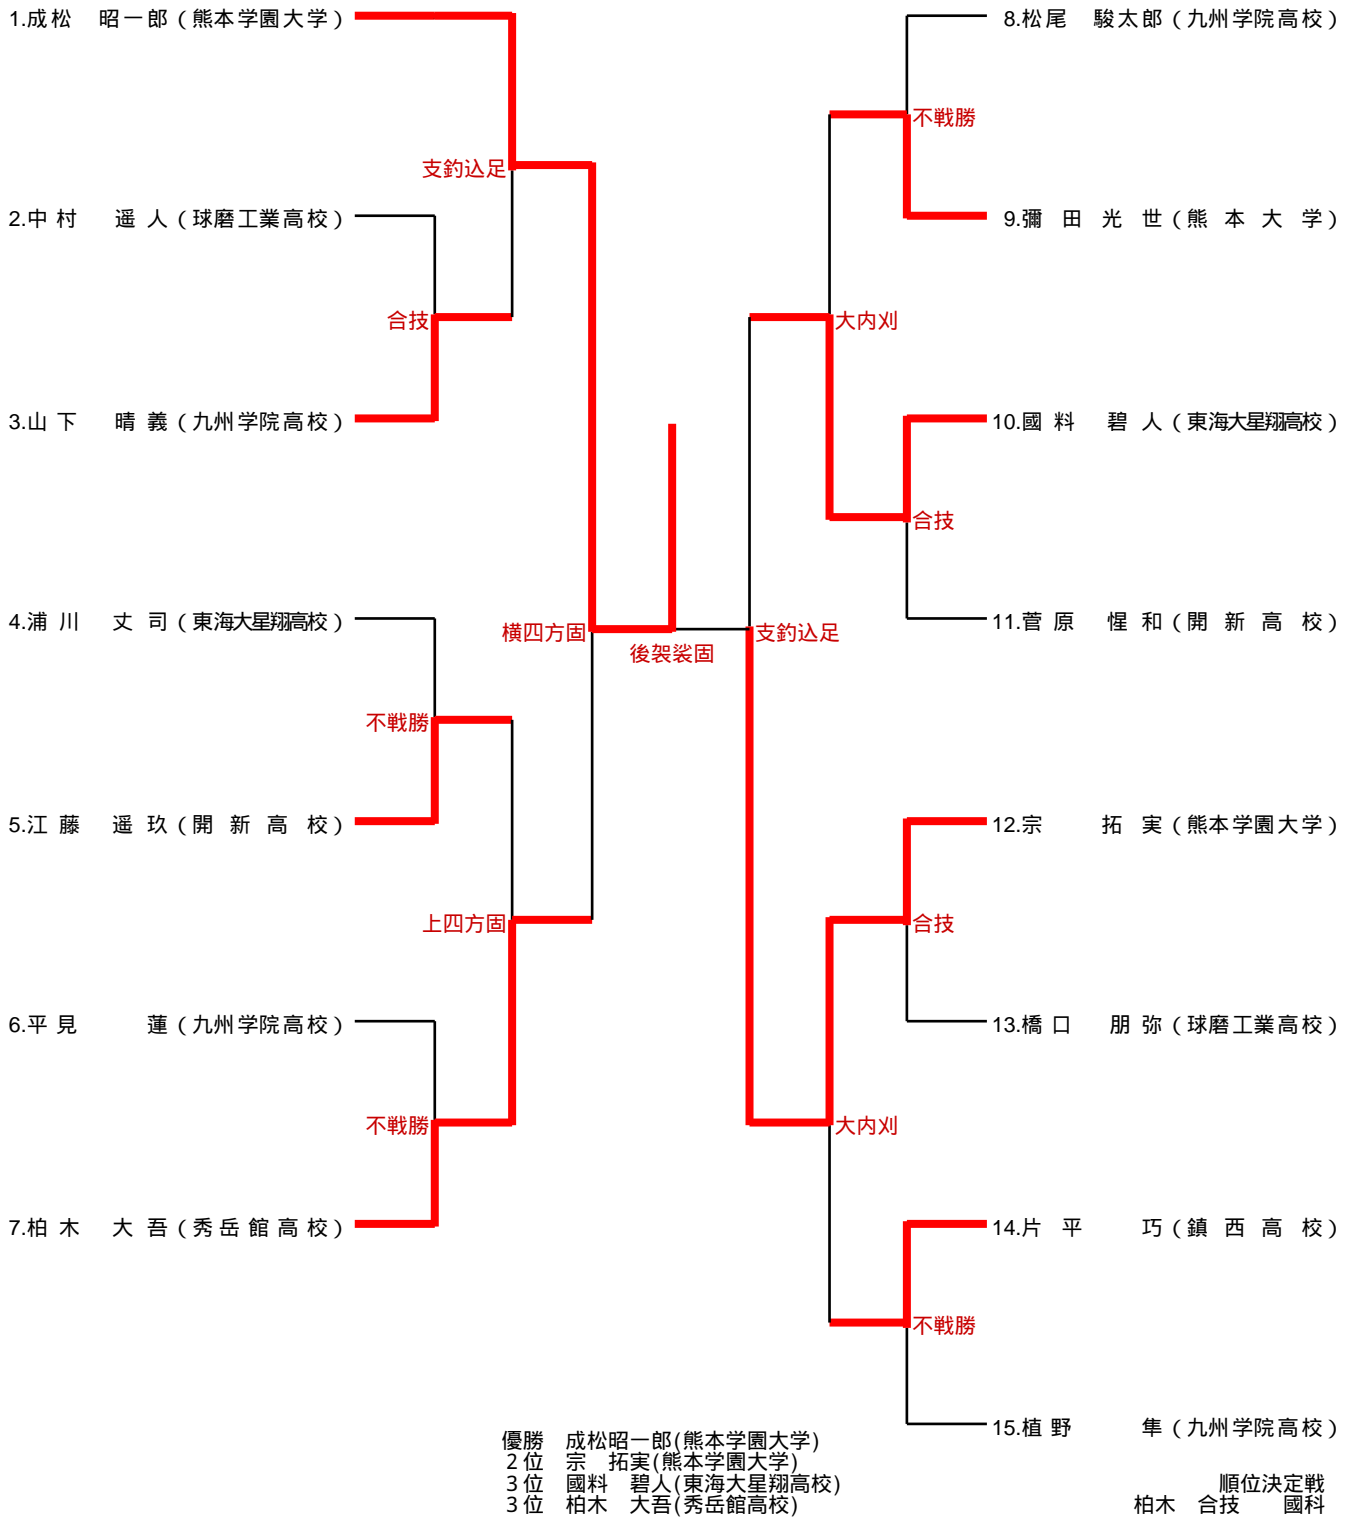 1.成松 昭一郎(熊本学園大学)
支釣込足
2.中村 遥人(球磨工業高校)
合技
3.山下 晴義(九州学院高校)
4.浦川 丈司(東海大星翔高校)
横四方固
不戦勝
5.江藤 遥玖(開新高校)
上四方固
6.平見 蓮(九州学院高校)
不戦勝
7.柏木 大吾(秀岳館高校)
後袈裟固
8.松尾 駿太郎(九州学院高校)
不戦勝
9.彌田光世(熊本大学)
大内刈
10.國料 碧人(東海大星翔高校)
合技
11.菅原 惺和(開新高校)
支釣込足
12.宗 拓実(熊本学園大学)
合技
13.橋口 朋弥(球磨工業高校)
大内刈
14.片平 巧(鎮西高校)
不戦勝
15.植野 隼(九州学院高校)
優勝 成松昭一郎(熊本学園大学)
2位 宗 拓実(熊本学園大学)
3位 國料 碧人(東海大星翔高校)
3位 柏木 大吾(秀岳館高校)
順位決定戦
柏木 合技 國科